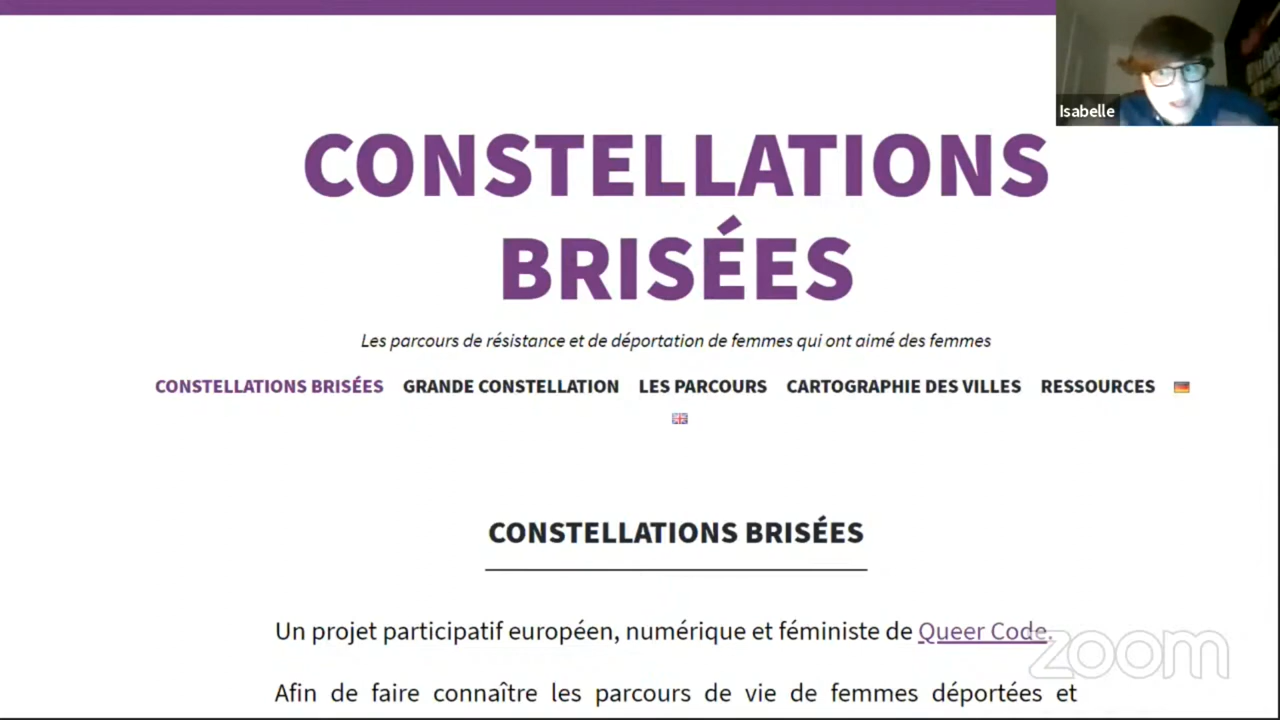 Isabelle
CONSTELLATIONS
BRISÉES
Les parcours de résistance et de déportation de femmes qui ont aimé des femmes
CONSTELLATIONS BRISÉES GRANDE CONSTELLATION LES PARCOURS CARTOGRAPHIE DES VILLES RESSOURCES
CONSTELLATIONS BRISÉES
Un projet participatif européen, numérique et féministe de Queer Code.
zoom
Afin de faire connaître les parcours de vie de femmes déportées et